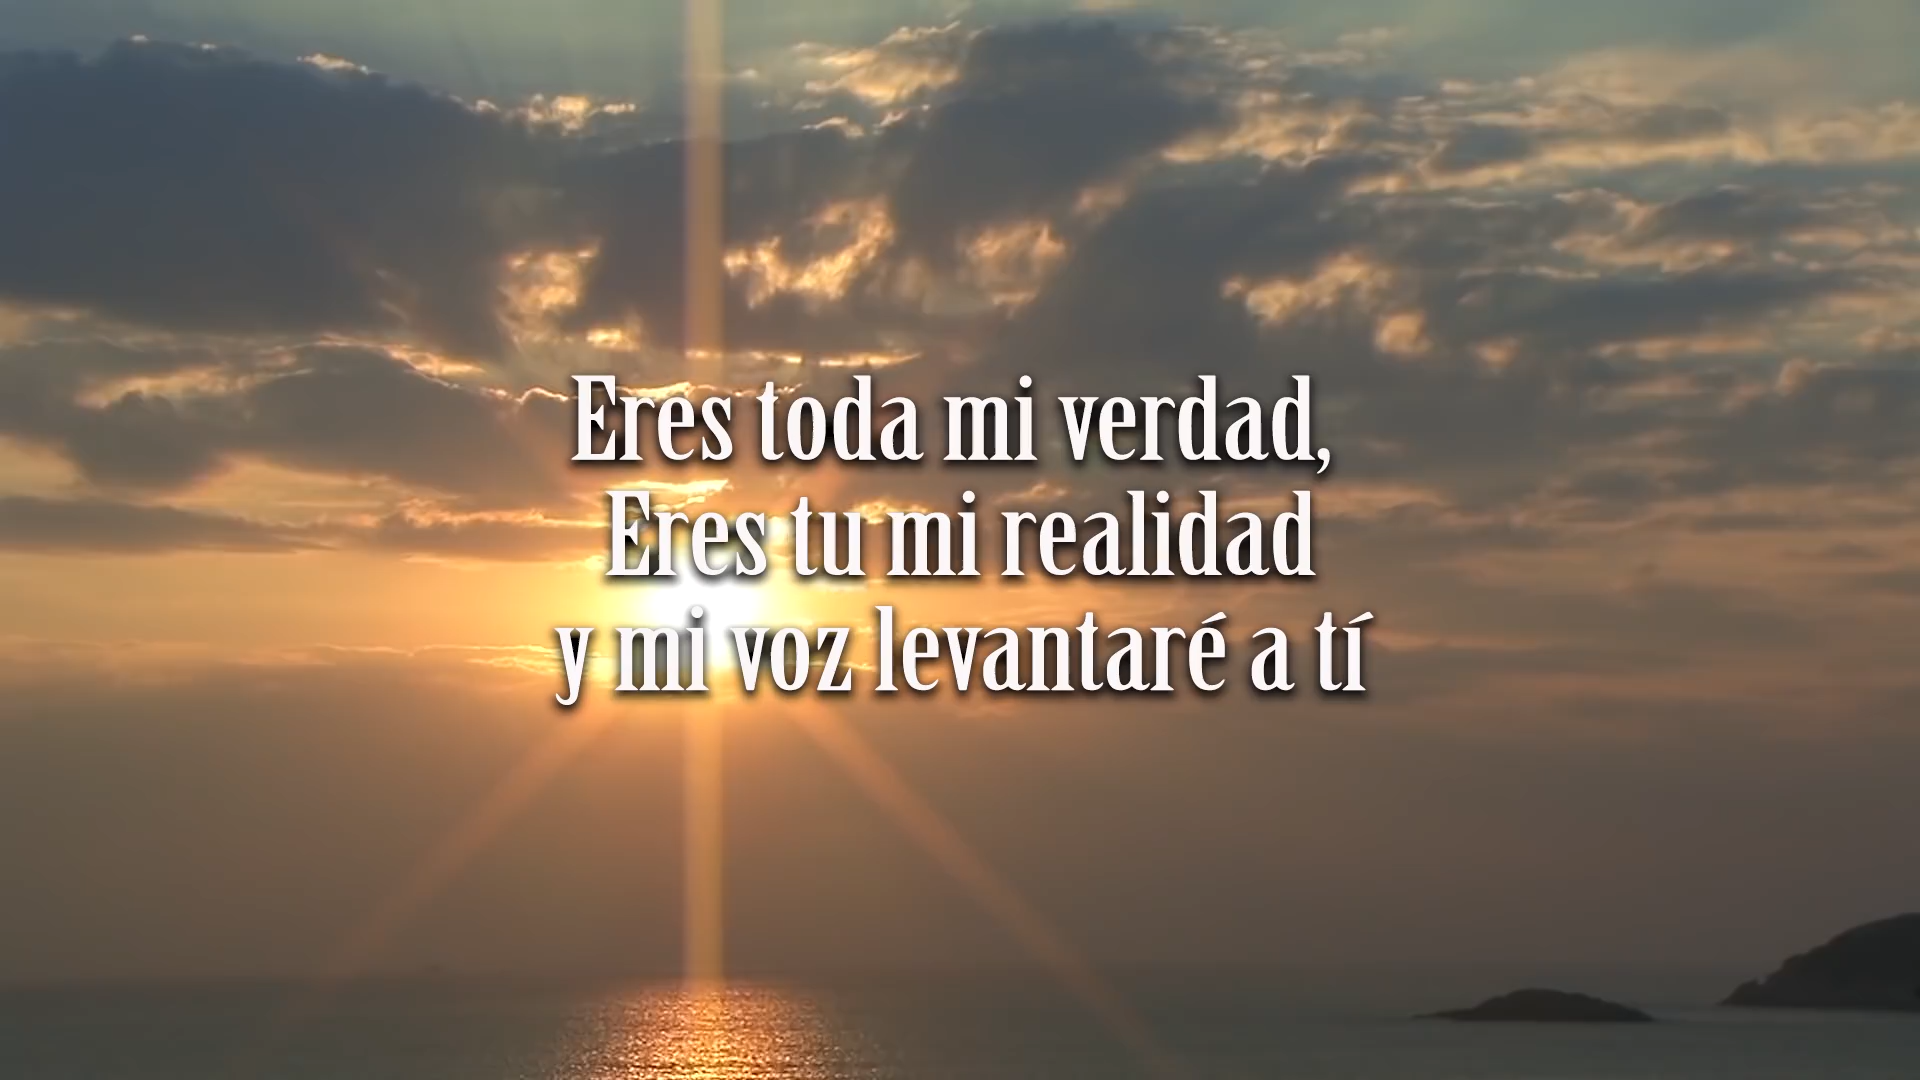 Eres toda mi verdad,
Eres tu mi realidad
y mi voz levantaré a tí